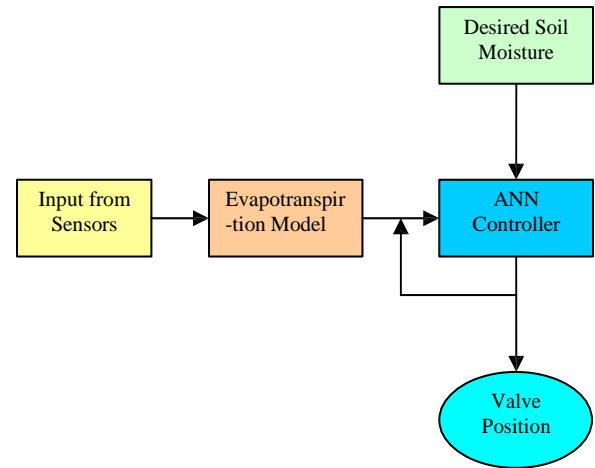 Desired Soil
Moisture
Input from
Sensors
Evapotranspir
-tion Model
ANN
Controller
Valve
Position